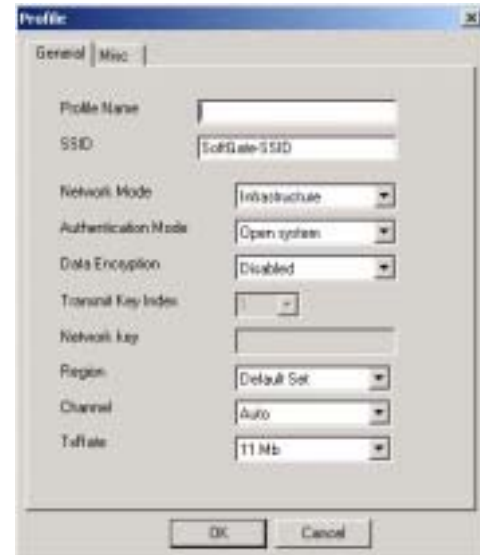 Profile
General Misc
Profile Name
SSID SoftGate-SSID
Network Mode Infrastructure
Authentication Mode Open system
Data Encryption Disabled
Transmit Key Index 1
Network key
Region Default Set
Channel Auto
TxRate 11 Mb
OK Cancel